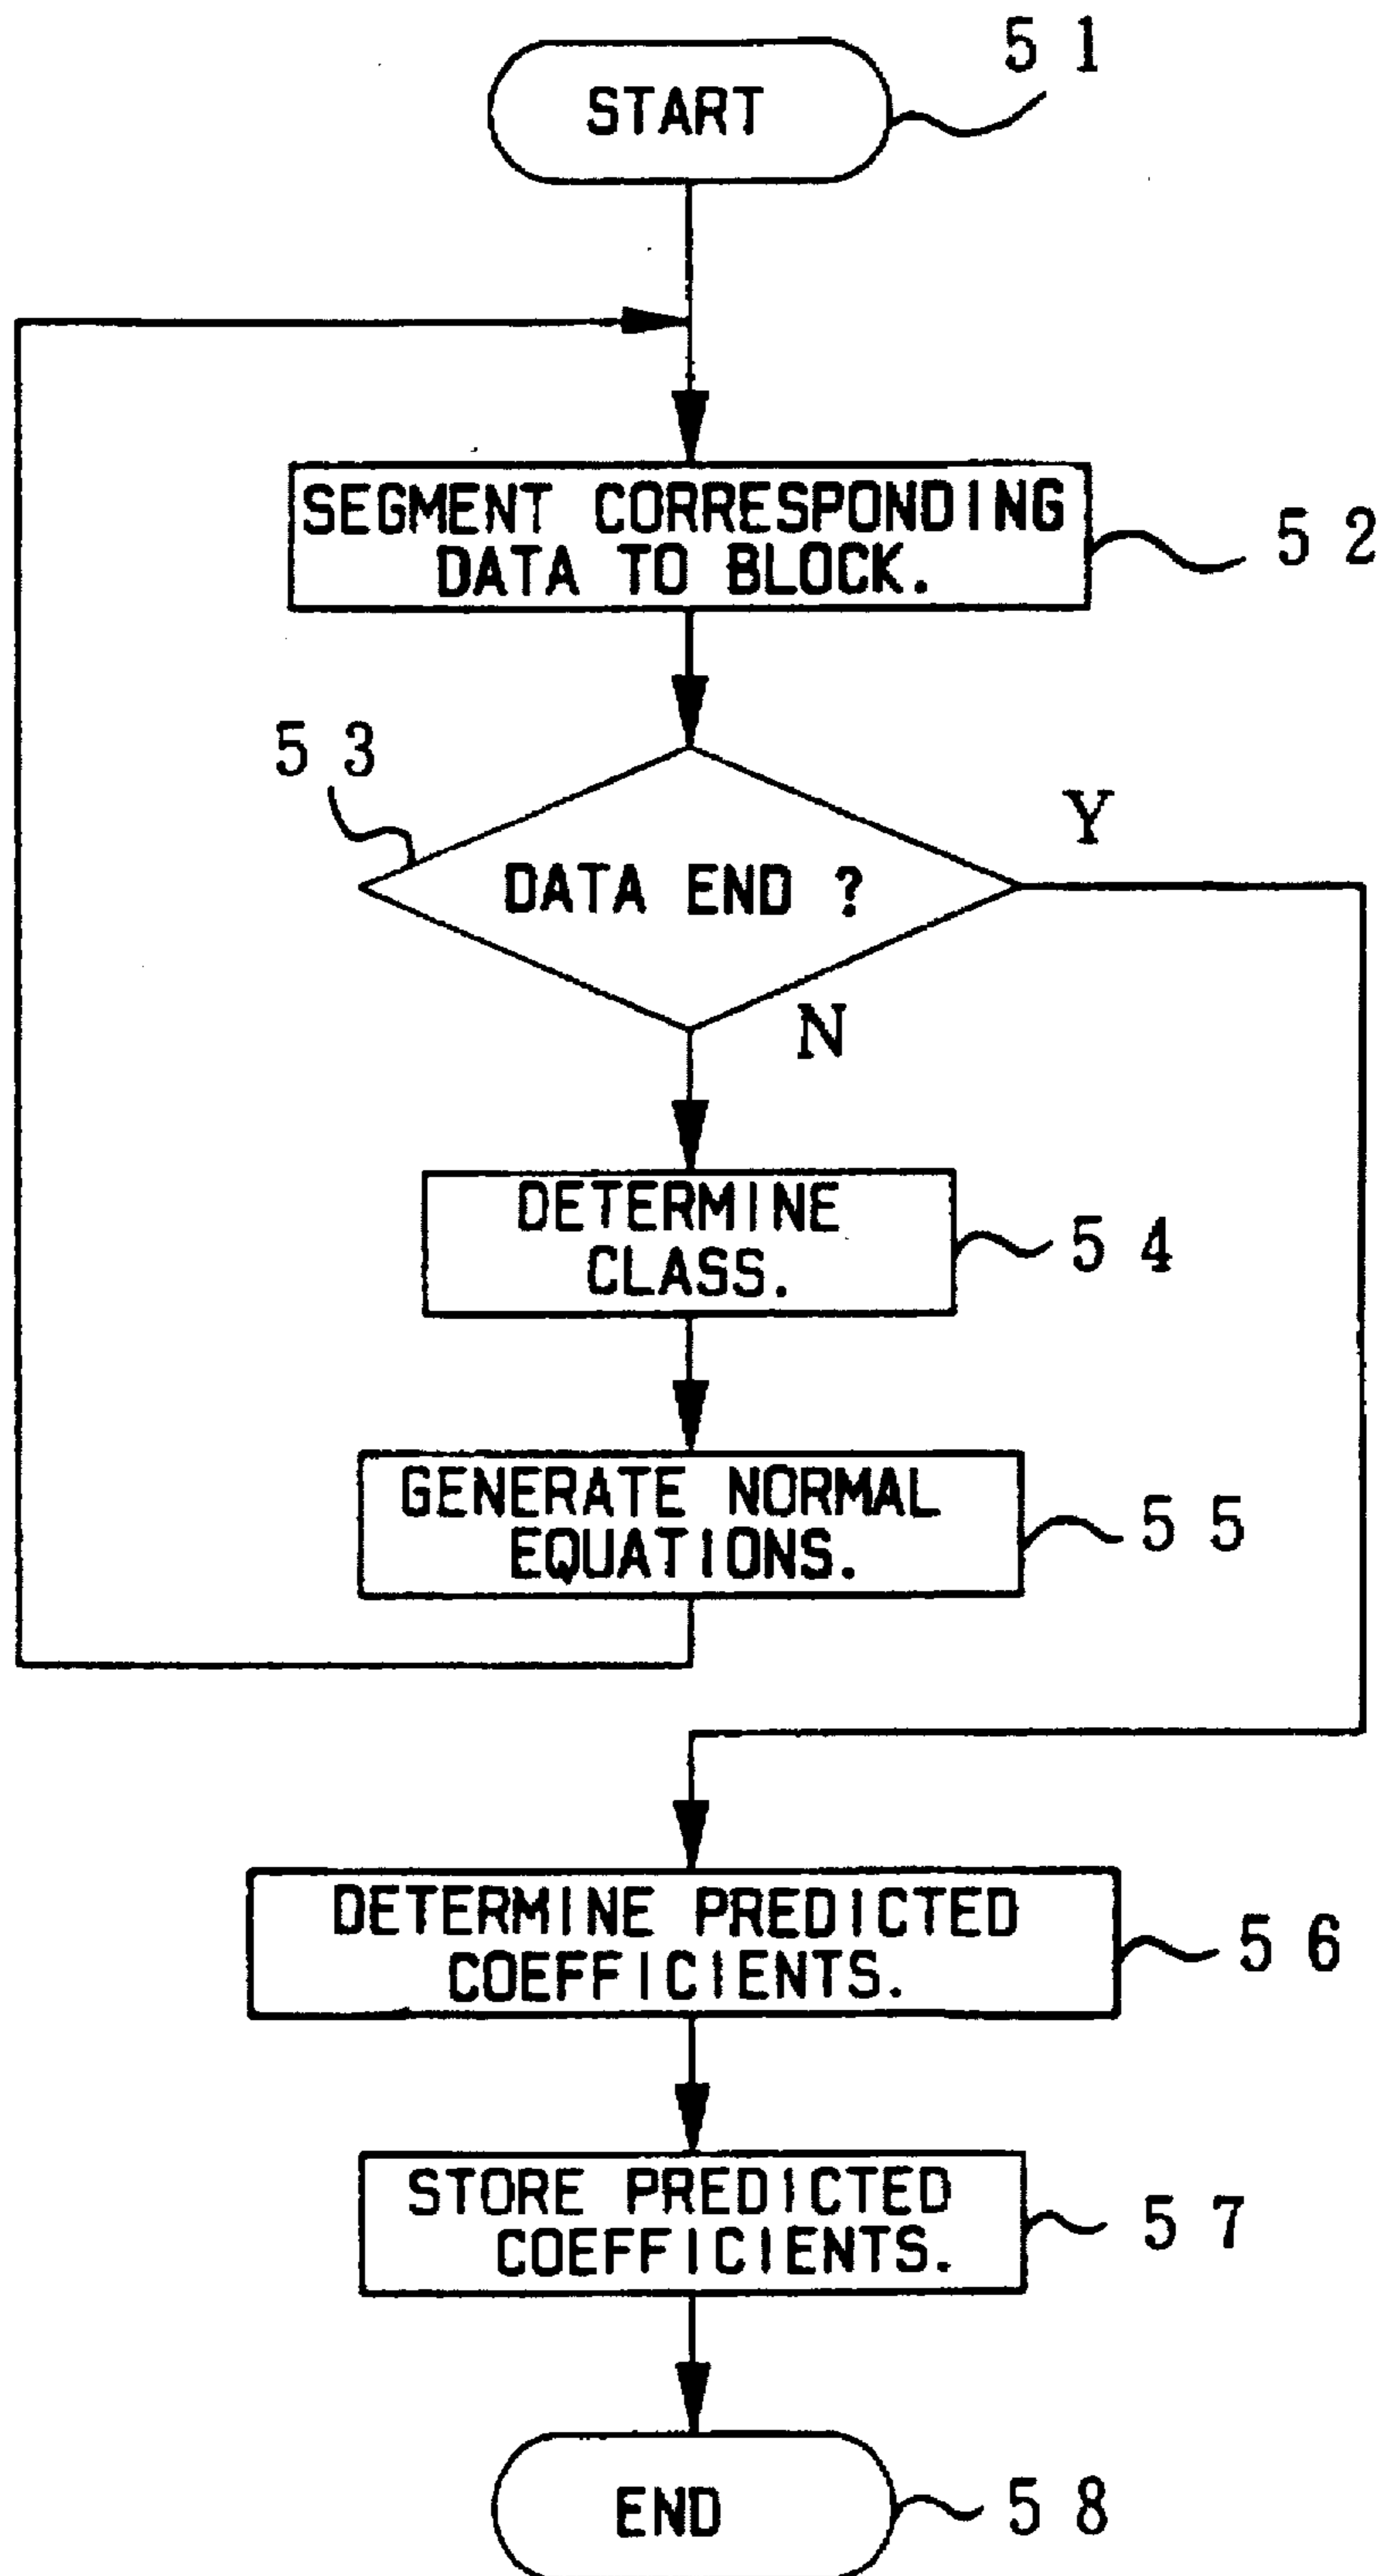 START
5 1
SEGMENT CORRESPONDING
DATA TO BLOCK.
5 2
5 3
DATA END ?
Y
N
DETERMINE
CLASS.
5 4
GENERATE NORMAL
EQUATIONS.
5 5
DETERMINE PREDICTED
COEFFICIENTS.
5 6
STORE PREDICTED
COEFFICIENTS.
5 7
END
5 8